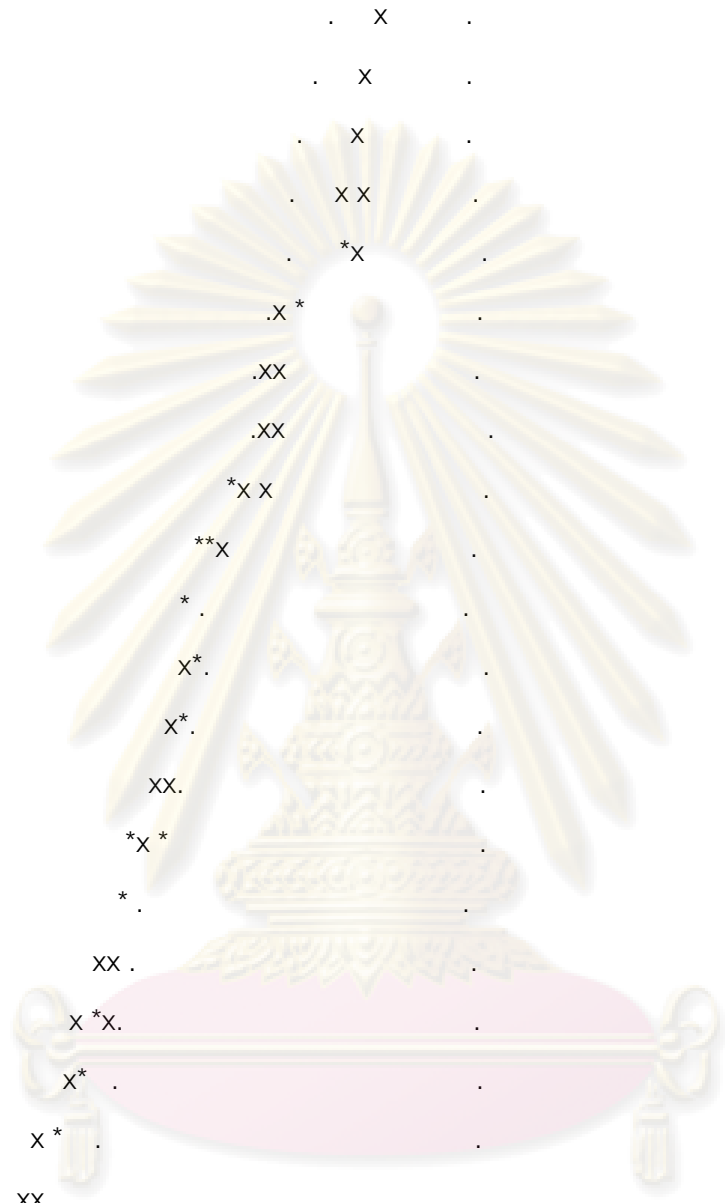 . X .
. X .
. X .
. X X .
. *X .
.X * .
.XX .
.XX .
*X X .
**X .
* . .
X*. .
X*. .
XX. .
*X * .
* . .
XX . .
X *X. .
X* . .
X * . .
XX